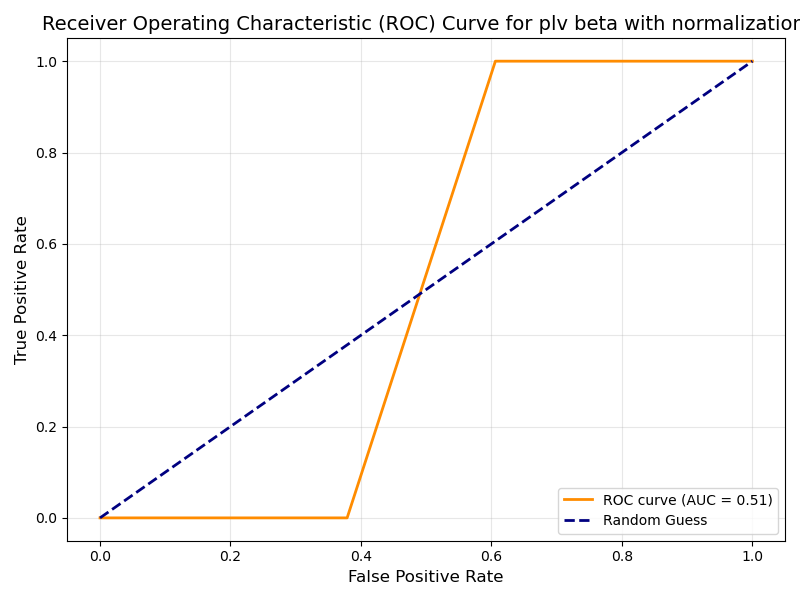 Receiver Operating Characteristic (ROC) Curve for plv beta with normalization
True Positive Rate
1.0
0.8
0.6
0.4
0.2
0.0
ROC curve (AUC = 0.51)
Random Guess
0.0 0.2 0.4 0.6 0.8 1.0
False Positive Rate